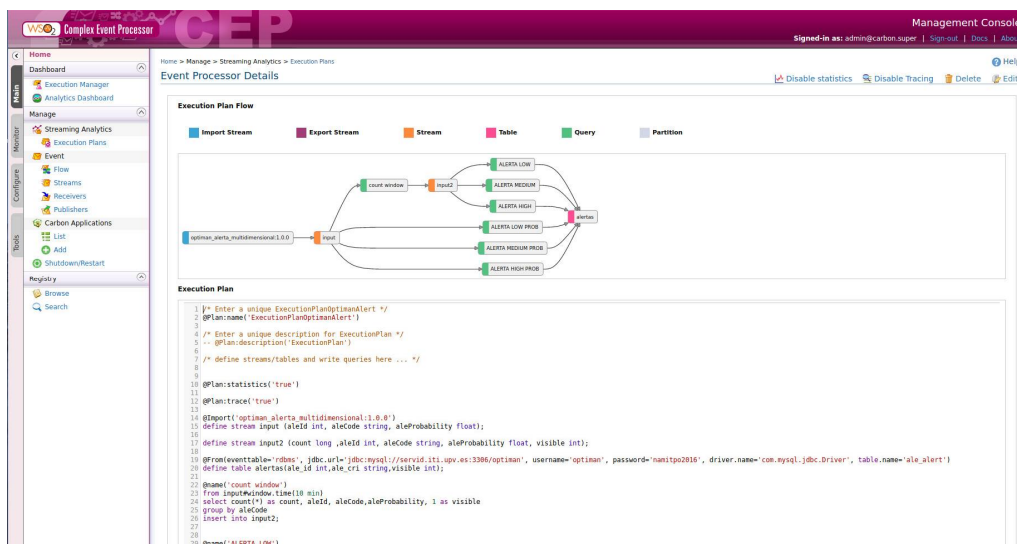 WSO2 Complex Event Processor
CEP
Management Console
Signed-in as: admin@carbon.super | Sign-out | Docs | Abou
Home
Dashboard
Execution Manager
Analytics Dashboard
Manage
Streaming Analytics
Execution Plans
Event
Flow
Streams
Receivers
Publishers
Carbon Applications
List
Add
Shutdown/Restart
Registry
Browse
Search
Main
Monitor
Configure
Tools
Home > Manage > Streaming Analytics > Execution Plans
Help
Event Processor Details
Disable statistics Disable Tracing Delete Edit
Execution Plan Flow
Import Stream Export Stream Stream Table Query Partition
ALERTA LOW
count window input2 ALERTA MEDIUM
ALERTA HIGH
alertas
ALERTA LOW PROB
optiman_alerta_multidimensional:1.0.0 input
ALERTA MEDIUM PROB
ALERTA HIGH PROB
Execution Plan
1 /* Enter a unique ExecutionPlanOptimanAlert */
2 @Plan:name('ExecutionPlanOptimanAlert')
3
4 /* Enter a unique description for ExecutionPlan */
5 -- @Plan:description('ExecutionPlan')
6
7 /* define streams/tables and write queries here ... */
8
9
10 @Plan:statistics('true')
11
12 @Plan:trace('true')
13
14 @Import('optiman_alerta_multidimensional:1.0.0')
15 define stream input (aleId int, aleCode string, aleProbability float);
16
17 define stream input2 (count long ,aleId int, aleCode string, aleProbability float, visible int);
18
19 @From(eventtable='rdbms', jdbc.url='jdbc:mysql://servid.iti.upv.es:3306/optiman', username='optiman', password='namitpo2016', driver.name='com.mysql.jdbc.Driver', table.name='ale_alert')
20 define table alertas(ale_id int,ale_cri string,visible int);
21
22 @name('count window')
23 from input#window.time(10 min)
24 select count(*) as count, aleId, aleCode,aleProbability, 1 as visible
25 group by aleCode
26 insert into input2;
27
28
29 @name('ALERTA LOW')